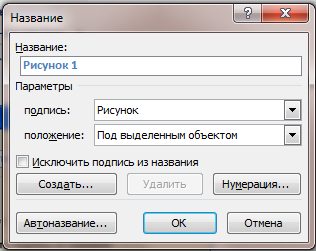 Название
Название:
Рисунок 1
Параметры
подпись: Рисунок
положение: Под выделенным объектом
Исключить подпись из названия
Создать... Удалить Нумерация...
Автоназвание... ОК Отмена